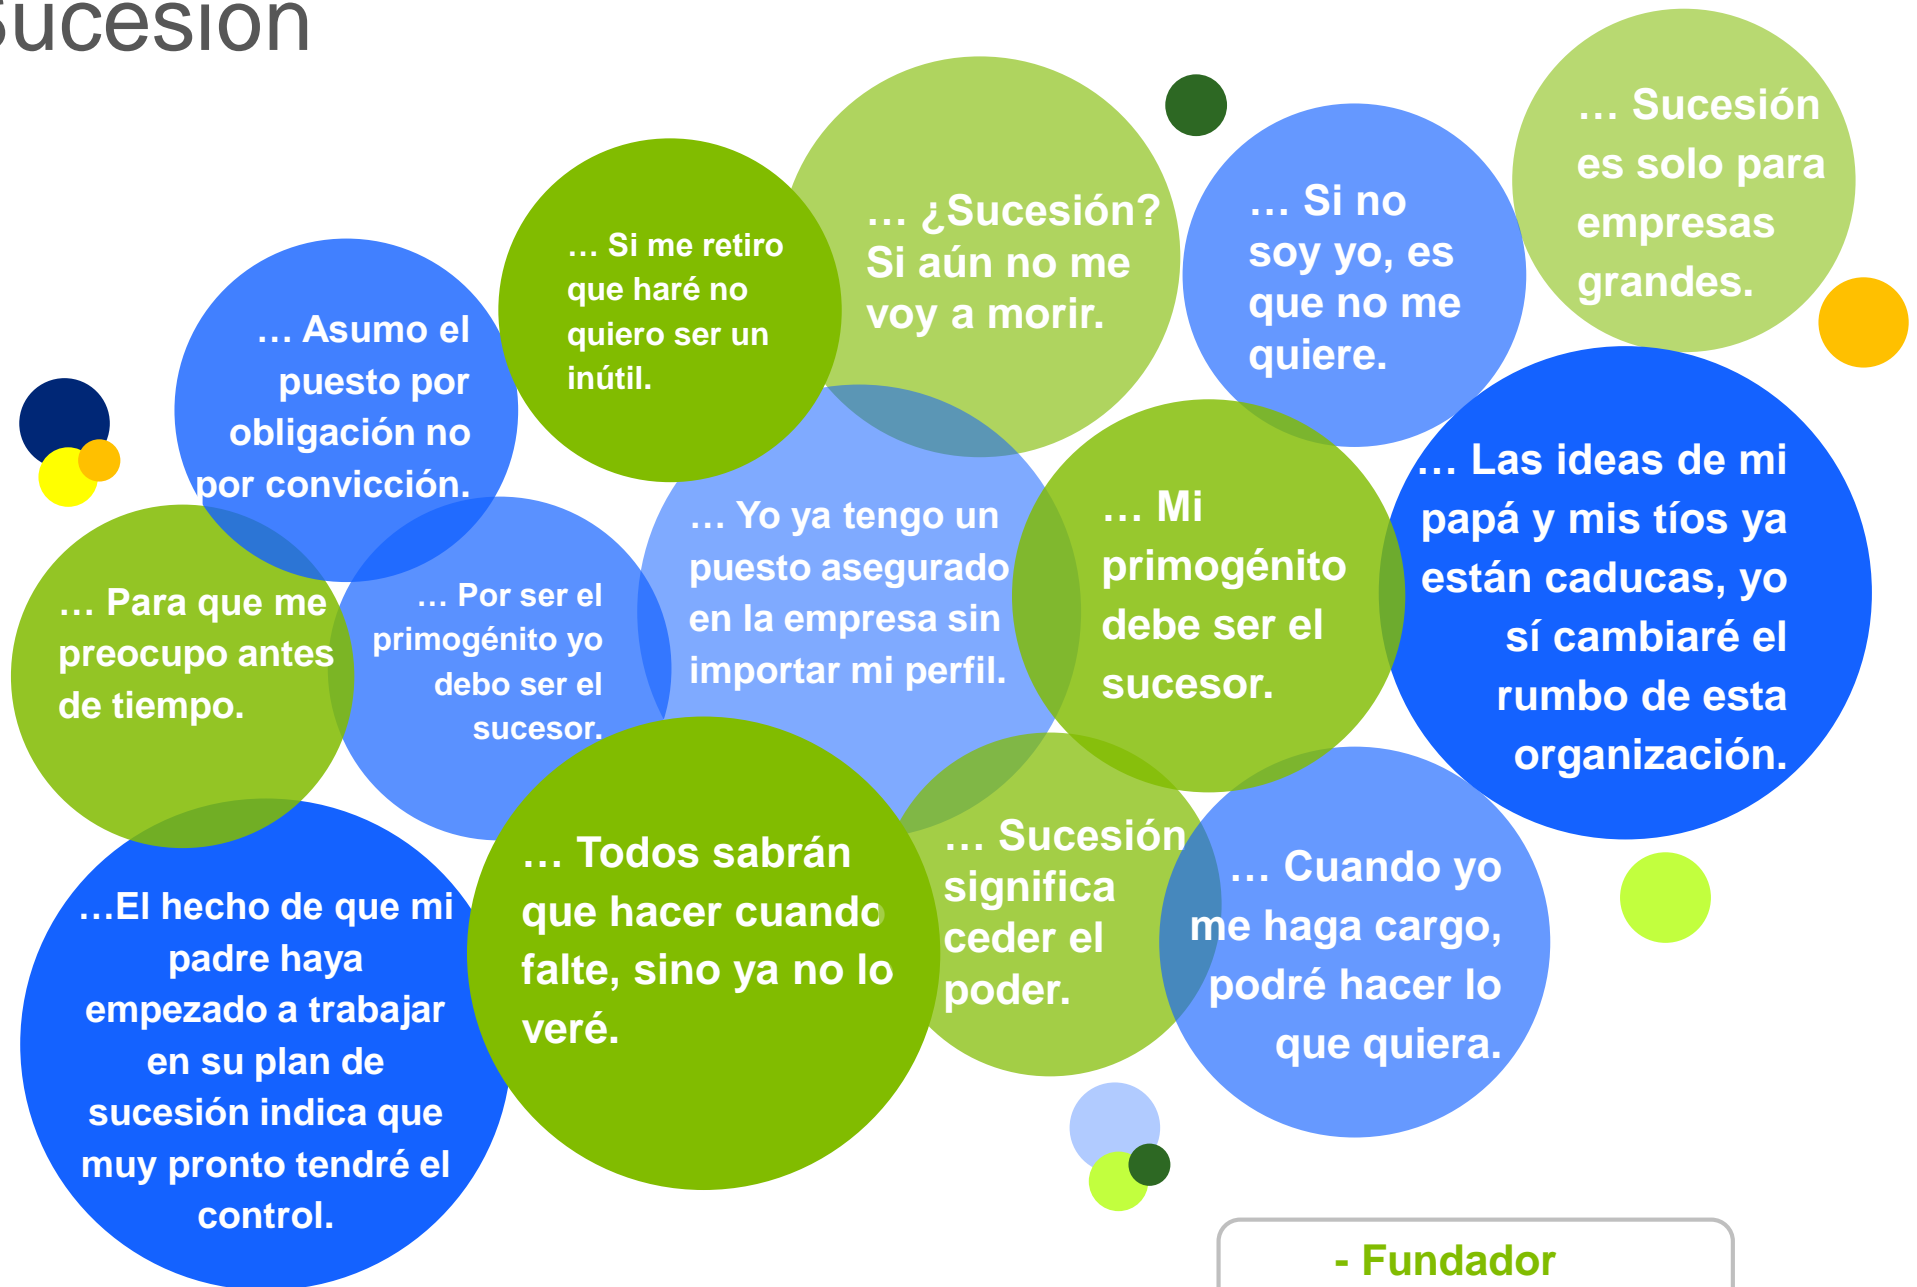 Sucesión
… Sucesión
es solo para
empresas
grandes.
… ¿Sucesión?
Si aún no me
voy a morir.
… Si no
soy yo, es
que no me
quiere.
… Si me retiro
que haré no
quiero ser un
inútil.
… Asumo el
puesto por
obligación no
por convicción.
… Las ideas de mi
papá y mis tíos ya
están caducas, yo
sí cambiaré el
rumbo de esta
organización.
… Mi
primogénito
debe ser el
sucesor.
… Yo ya tengo un
puesto asegurado
en la empresa sin
importar mi perfil.
… Por ser el
primogénito yo
debo ser el
sucesor.
… Para que me
preocupo antes
de tiempo.
…El hecho de que mi
padre haya
empezado a trabajar
en su plan de
sucesión indica que
muy pronto tendré el
control.
… Todos sabrán
que hacer cuando
falte, sino ya no lo
veré.
… Sucesión
significa
ceder el
poder.
… Cuando yo
me haga cargo,
podré hacer lo
que quiera.
- Fundador